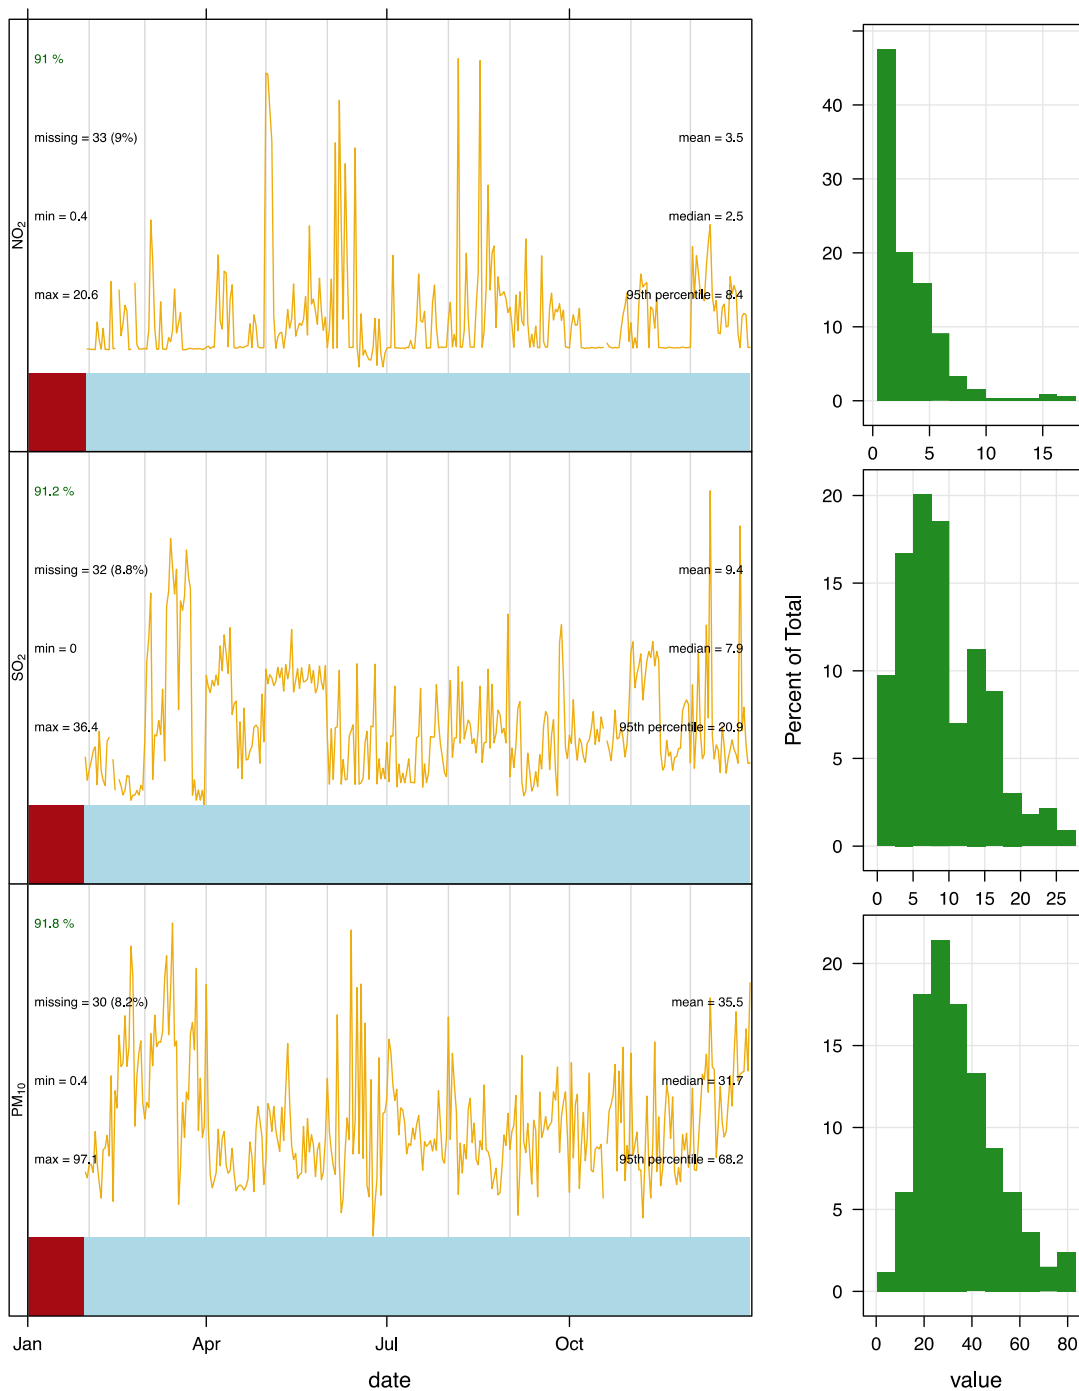 91 %
missing = 33 (9%)
mean = 3.5
min = 0.4
median = 2.5
max = 20.6
95th percentile = 8.4
NO₂
0
10
20
30
40
0 5 10 15
91.2 %
missing = 32 (8.8%)
mean = 9.4
min = 0
median = 7.9
max = 36.4
95th percentile = 20.9
SO₂
Percent of Total
20
15
10
5
0
0 5 10 15 20 25
91.8 %
missing = 30 (8.2%)
mean = 35.5
min = 0.4
median = 31.7
max = 97.1
95th percentile = 68.2
PM₁₀
20
15
10
5
0
0 20 40 60 80
Jan Apr Jul Oct
date
value